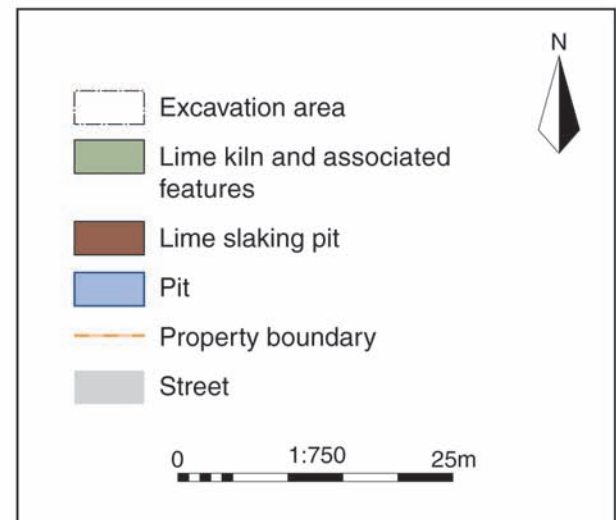 N
Excavation area
Lime kiln and associated
features
Lime slaking pit
Pit
Property boundary
Street
0 1:750 25m